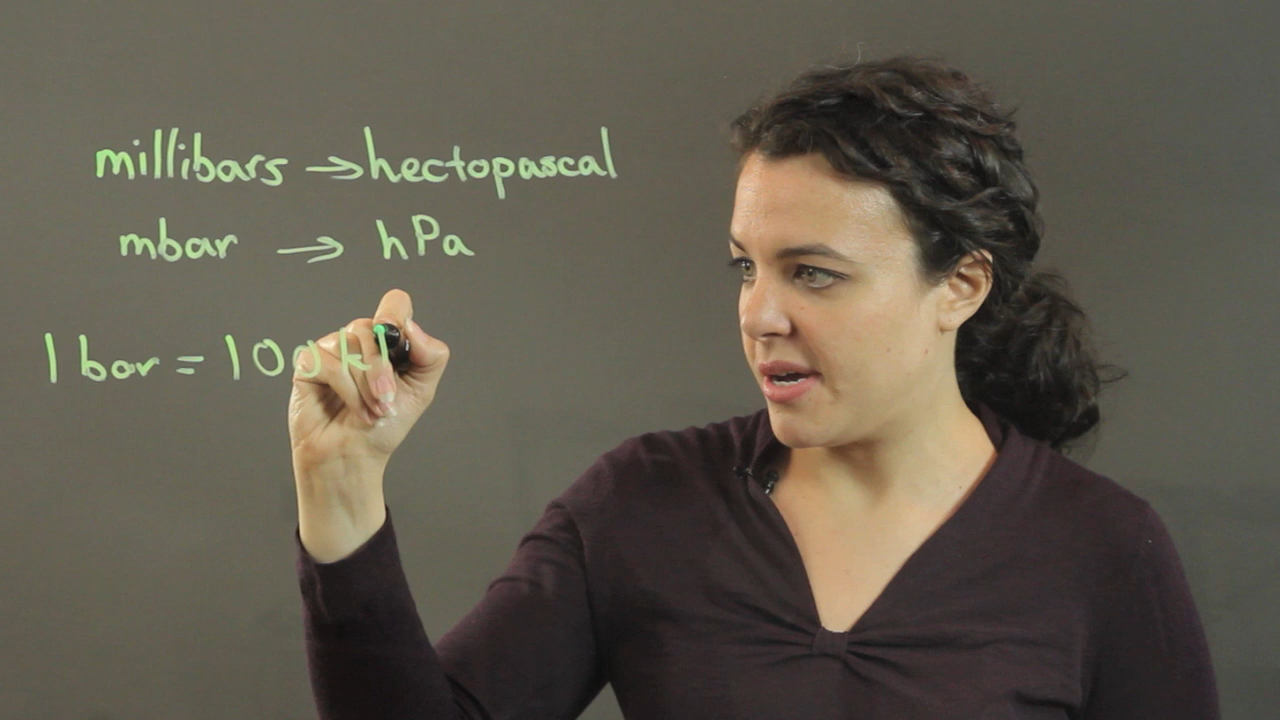 millibars → hectopascal
mbar → hPa
1 bar = 100 k